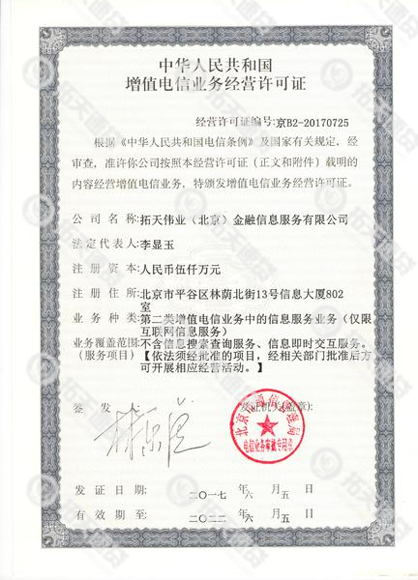 中华人民共和国
增值电信业务经营许可证
经营许可证编号:京B2-20170725
根据《中华人民共和国电信条例》及国家有关规定，经
审查，准许你公司按照本经营许可证（正文和附件）载明的
内容经营增值电信业务，特颁发增值电信业务经营许可证。
公司名称:拓天伟业（北京）金融信息服务有限公司
法定代表人:李显玉
注册资本:人民币伍仟万元
注册住所:北京市平谷区林荫北街13号信息大厦802
室
业务种类:第二类增值电信业务中的信息服务业务（仅限
互联网信息服务）
业务覆盖范围:不含信息搜索查询服务、信息即时交互服务。
（服务项目）【依法须经批准的项目，经相关部门批准后方
可开展相应经营活动。】
签发人:
发证机关(盖章):
北京市通信管理局
电信业务审批专用章
发证日期:二〇一七年六月五日
有效期至:二〇二二年六月五日